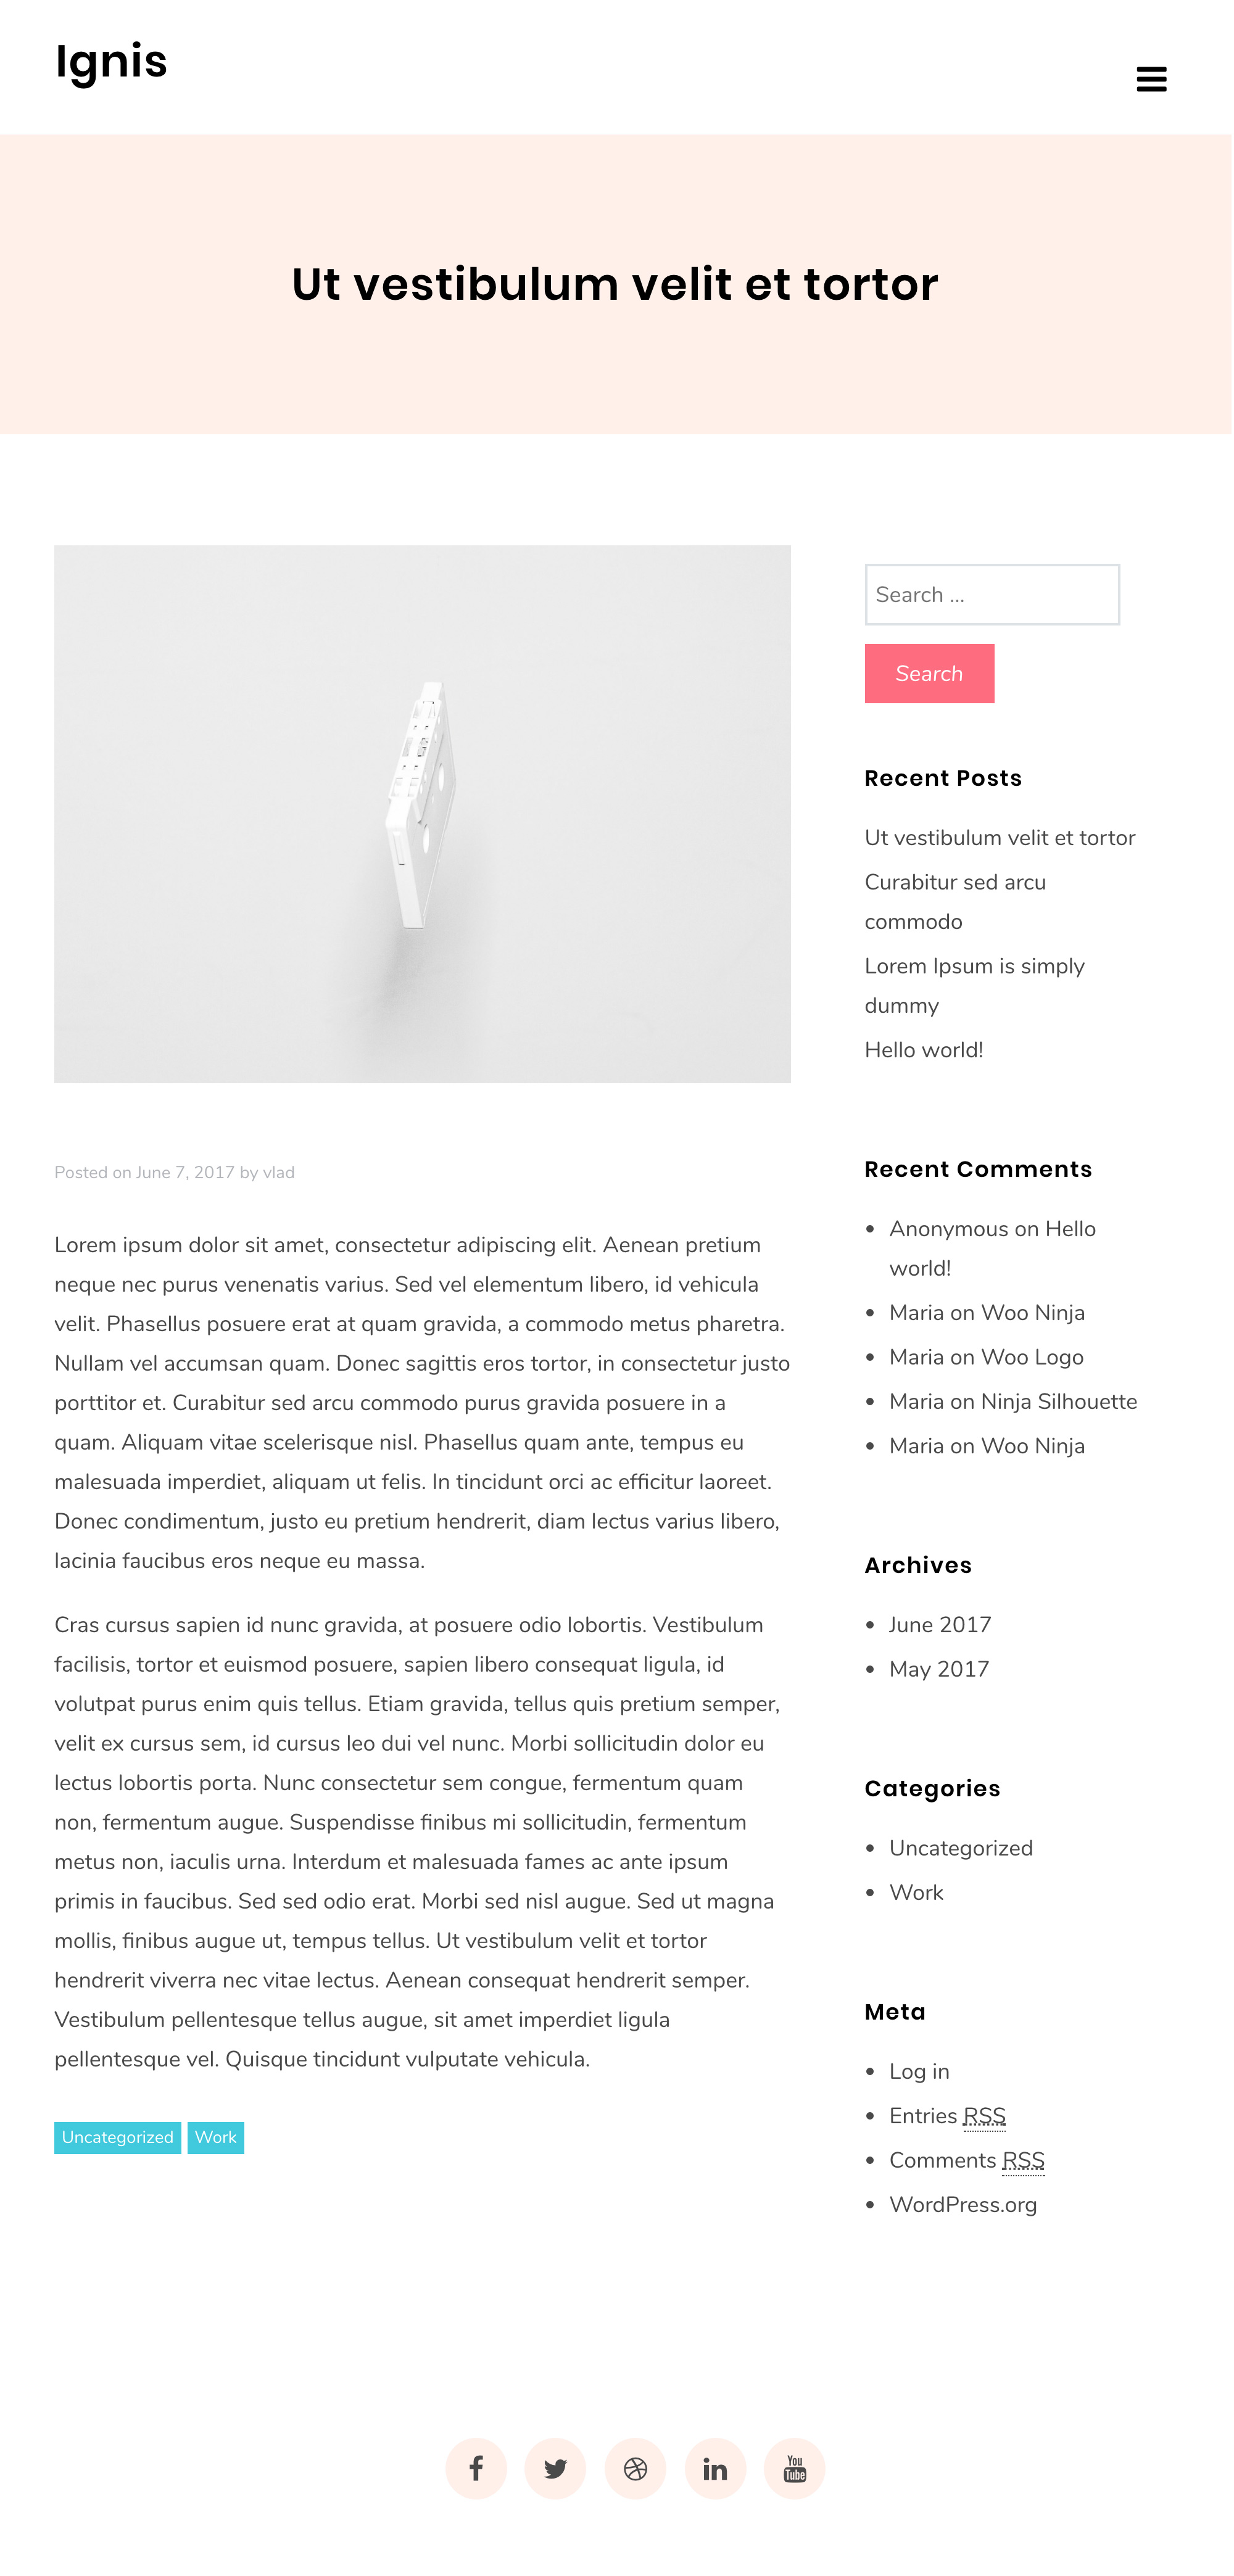 Ignis
Ut vestibulum velit et tortor
Posted on June 7, 2017 by vlad
Lorem ipsum dolor sit amet, consectetur adipiscing elit. Aenean pretium
neque nec purus venenatis varius. Sed vel elementum libero, id vehicula
velit. Phasellus posuere erat at quam gravida, a commodo metus pharetra.
Nullam vel accumsan quam. Donec sagittis eros tortor, in consectetur justo
porttitor et. Curabitur sed arcu commodo purus gravida posuere in a
quam. Aliquam vitae scelerisque nisl. Phasellus quam ante, tempus eu
malesuada imperdiet, aliquam ut felis. In tincidunt orci ac efficitur laoreet.
Donec condimentum, justo eu pretium hendrerit, diam lectus varius libero,
lacinia faucibus eros neque eu massa.
Cras cursus sapien id nunc gravida, at posuere odio lobortis. Vestibulum
facilisis, tortor et euismod posuere, sapien libero consequat ligula, id
volutpat purus enim quis tellus. Etiam gravida, tellus quis pretium semper,
velit ex cursus sem, id cursus leo dui vel nunc. Morbi sollicitudin dolor eu
lectus lobortis porta. Nunc consectetur sem congue, fermentum quam
non, fermentum augue. Suspendisse finibus mi sollicitudin, fermentum
metus non, iaculis urna. Interdum et malesuada fames ac ante ipsum
primis in faucibus. Sed sed odio erat. Morbi sed nisl augue. Sed ut magna
mollis, finibus augue ut, tempus tellus. Ut vestibulum velit et tortor
hendrerit viverra nec vitae lectus. Aenean consequat hendrerit semper.
Vestibulum pellentesque tellus augue, sit amet imperdiet ligula
pellentesque vel. Quisque tincidunt vulputate vehicula.
Uncategorized Work
Search ...
Search
Recent Posts
Ut vestibulum velit et tortor
Curabitur sed arcu
commodo
Lorem Ipsum is simply
dummy
Hello world!
Recent Comments
Anonymous on Hello
world!
Maria on Woo Ninja
Maria on Woo Logo
Maria on Ninja Silhouette
Maria on Woo Ninja
Archives
June 2017
May 2017
Categories
Uncategorized
Work
Meta
Log in
Entries RSS
Comments RSS
WordPress.org
You
Tube